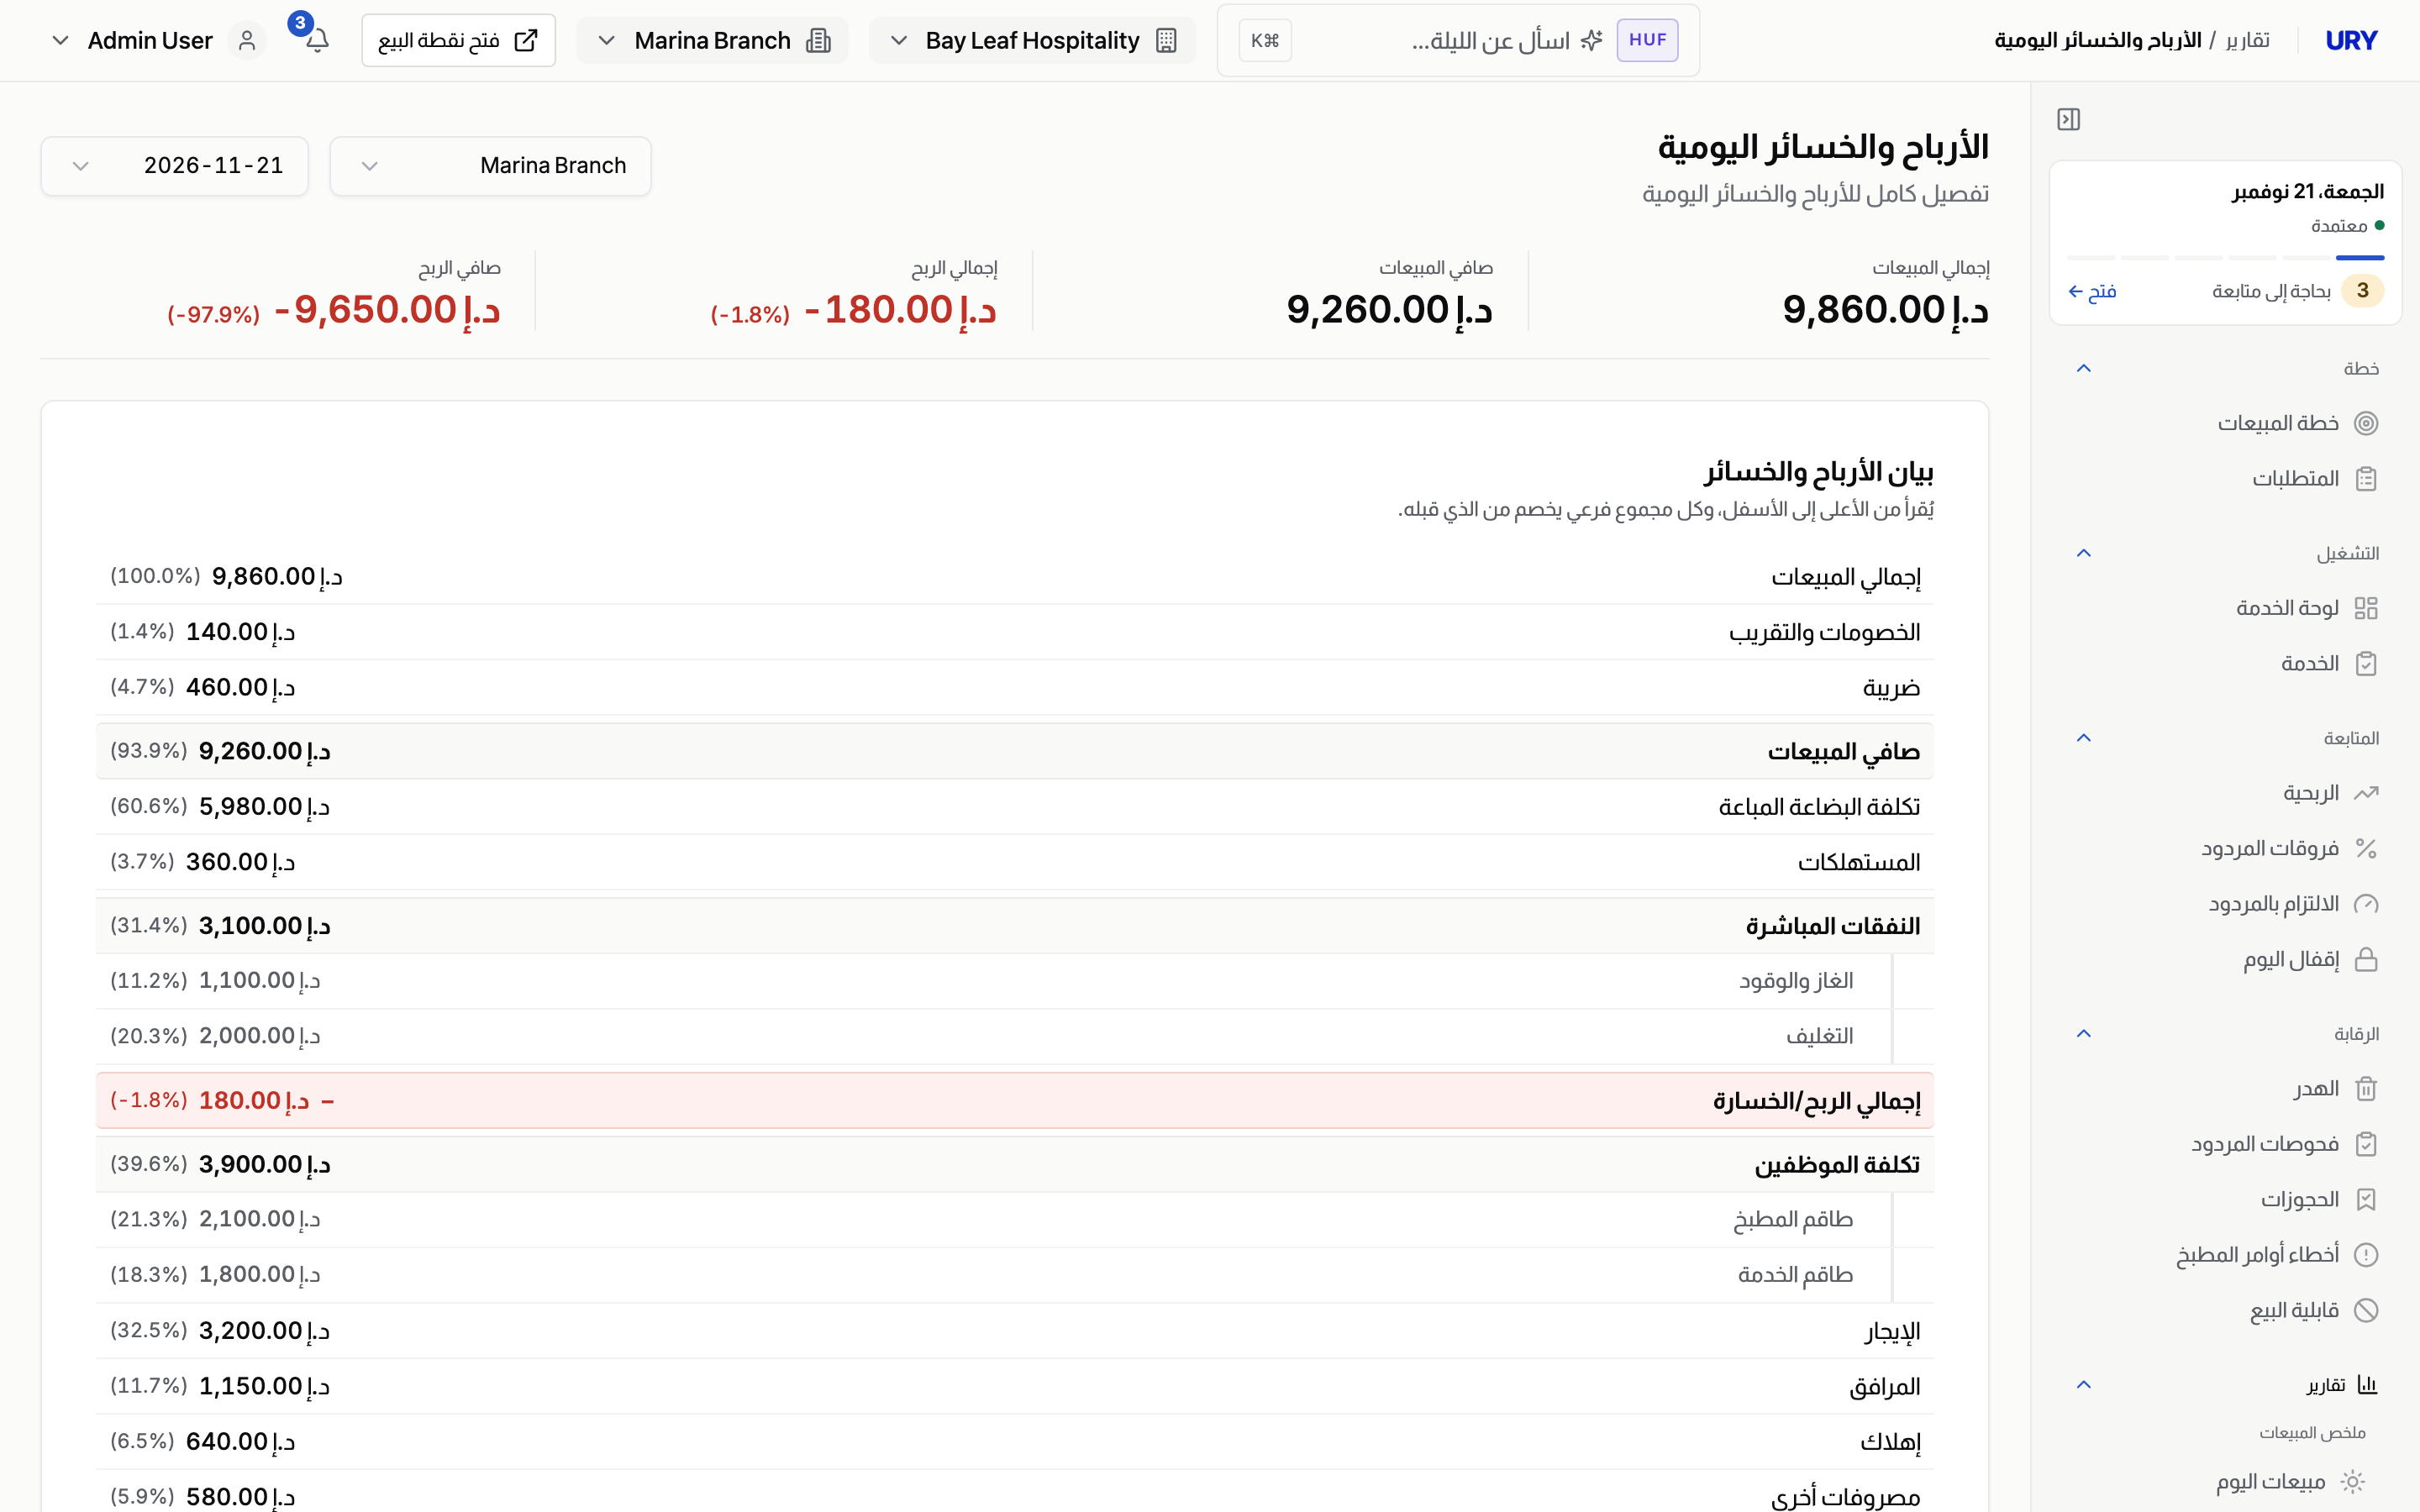 URY
تقارير / الأرباح والخسائر اليومية
HUF
اسأل عن الليلة...
⌘K
Bay Leaf Hospitality
Marina Branch
فتح نقطة البيع
3
Admin User
الجمعة، 21 نوفمبر
معتمدة
3 بحاجة إلى متابعة
فتح ←
خطة
خطة المبيعات
المتطلبات
التشغيل
لوحة الخدمة
الخدمة
المتابعة
الربحية
فروقات المردود
الالتزام بالمردود
إقفال اليوم
الرقابة
الهدر
فحوصات المردود
الحجوزات
أخطاء أوامر المطبخ
قابلية البيع
تقارير
ملخص المبيعات
مبيعات اليوم
الأرباح والخسائر اليومية
تفصيل كامل للأرباح والخسائر اليومية
Marina Branch
2026-11-21
إجمالي المبيعات
د.إ 9,860.00
صافي المبيعات
د.إ 9,260.00
إجمالي الربح
د.إ 180.00- (-1.8%)
صافي الربح
د.إ 9,650.00- (-97.9%)
بيان الأرباح والخسائر
يُقرأ من الأعلى إلى الأسفل، وكل مجموع فرعي يخصم من الذي قبله.
إجمالي المبيعات د.إ 9,860.00 (100.0%)
الخصومات والتقريب د.إ 140.00 (1.4%)
ضريبة د.إ 460.00 (4.7%)
صافي المبيعات د.إ 9,260.00 (93.9%)
تكلفة البضاعة المباعة د.إ 5,980.00 (60.6%)
المستهلكات د.إ 360.00 (3.7%)
النفقات المباشرة د.إ 3,100.00 (31.4%)
الغاز والوقود د.إ 1,100.00 (11.2%)
التغليف د.إ 2,000.00 (20.3%)
إجمالي الربح/الخسارة – د.إ 180.00 (-1.8%)
تكلفة الموظفين د.إ 3,900.00 (39.6%)
طاقم المطبخ د.إ 2,100.00 (21.3%)
طاقم الخدمة د.إ 1,800.00 (18.3%)
الإيجار د.إ 3,200.00 (32.5%)
المرافق د.إ 1,150.00 (11.7%)
إهلاك د.إ 640.00 (6.5%)
مصروفات أخرى د.إ 580.00 (5.9%)